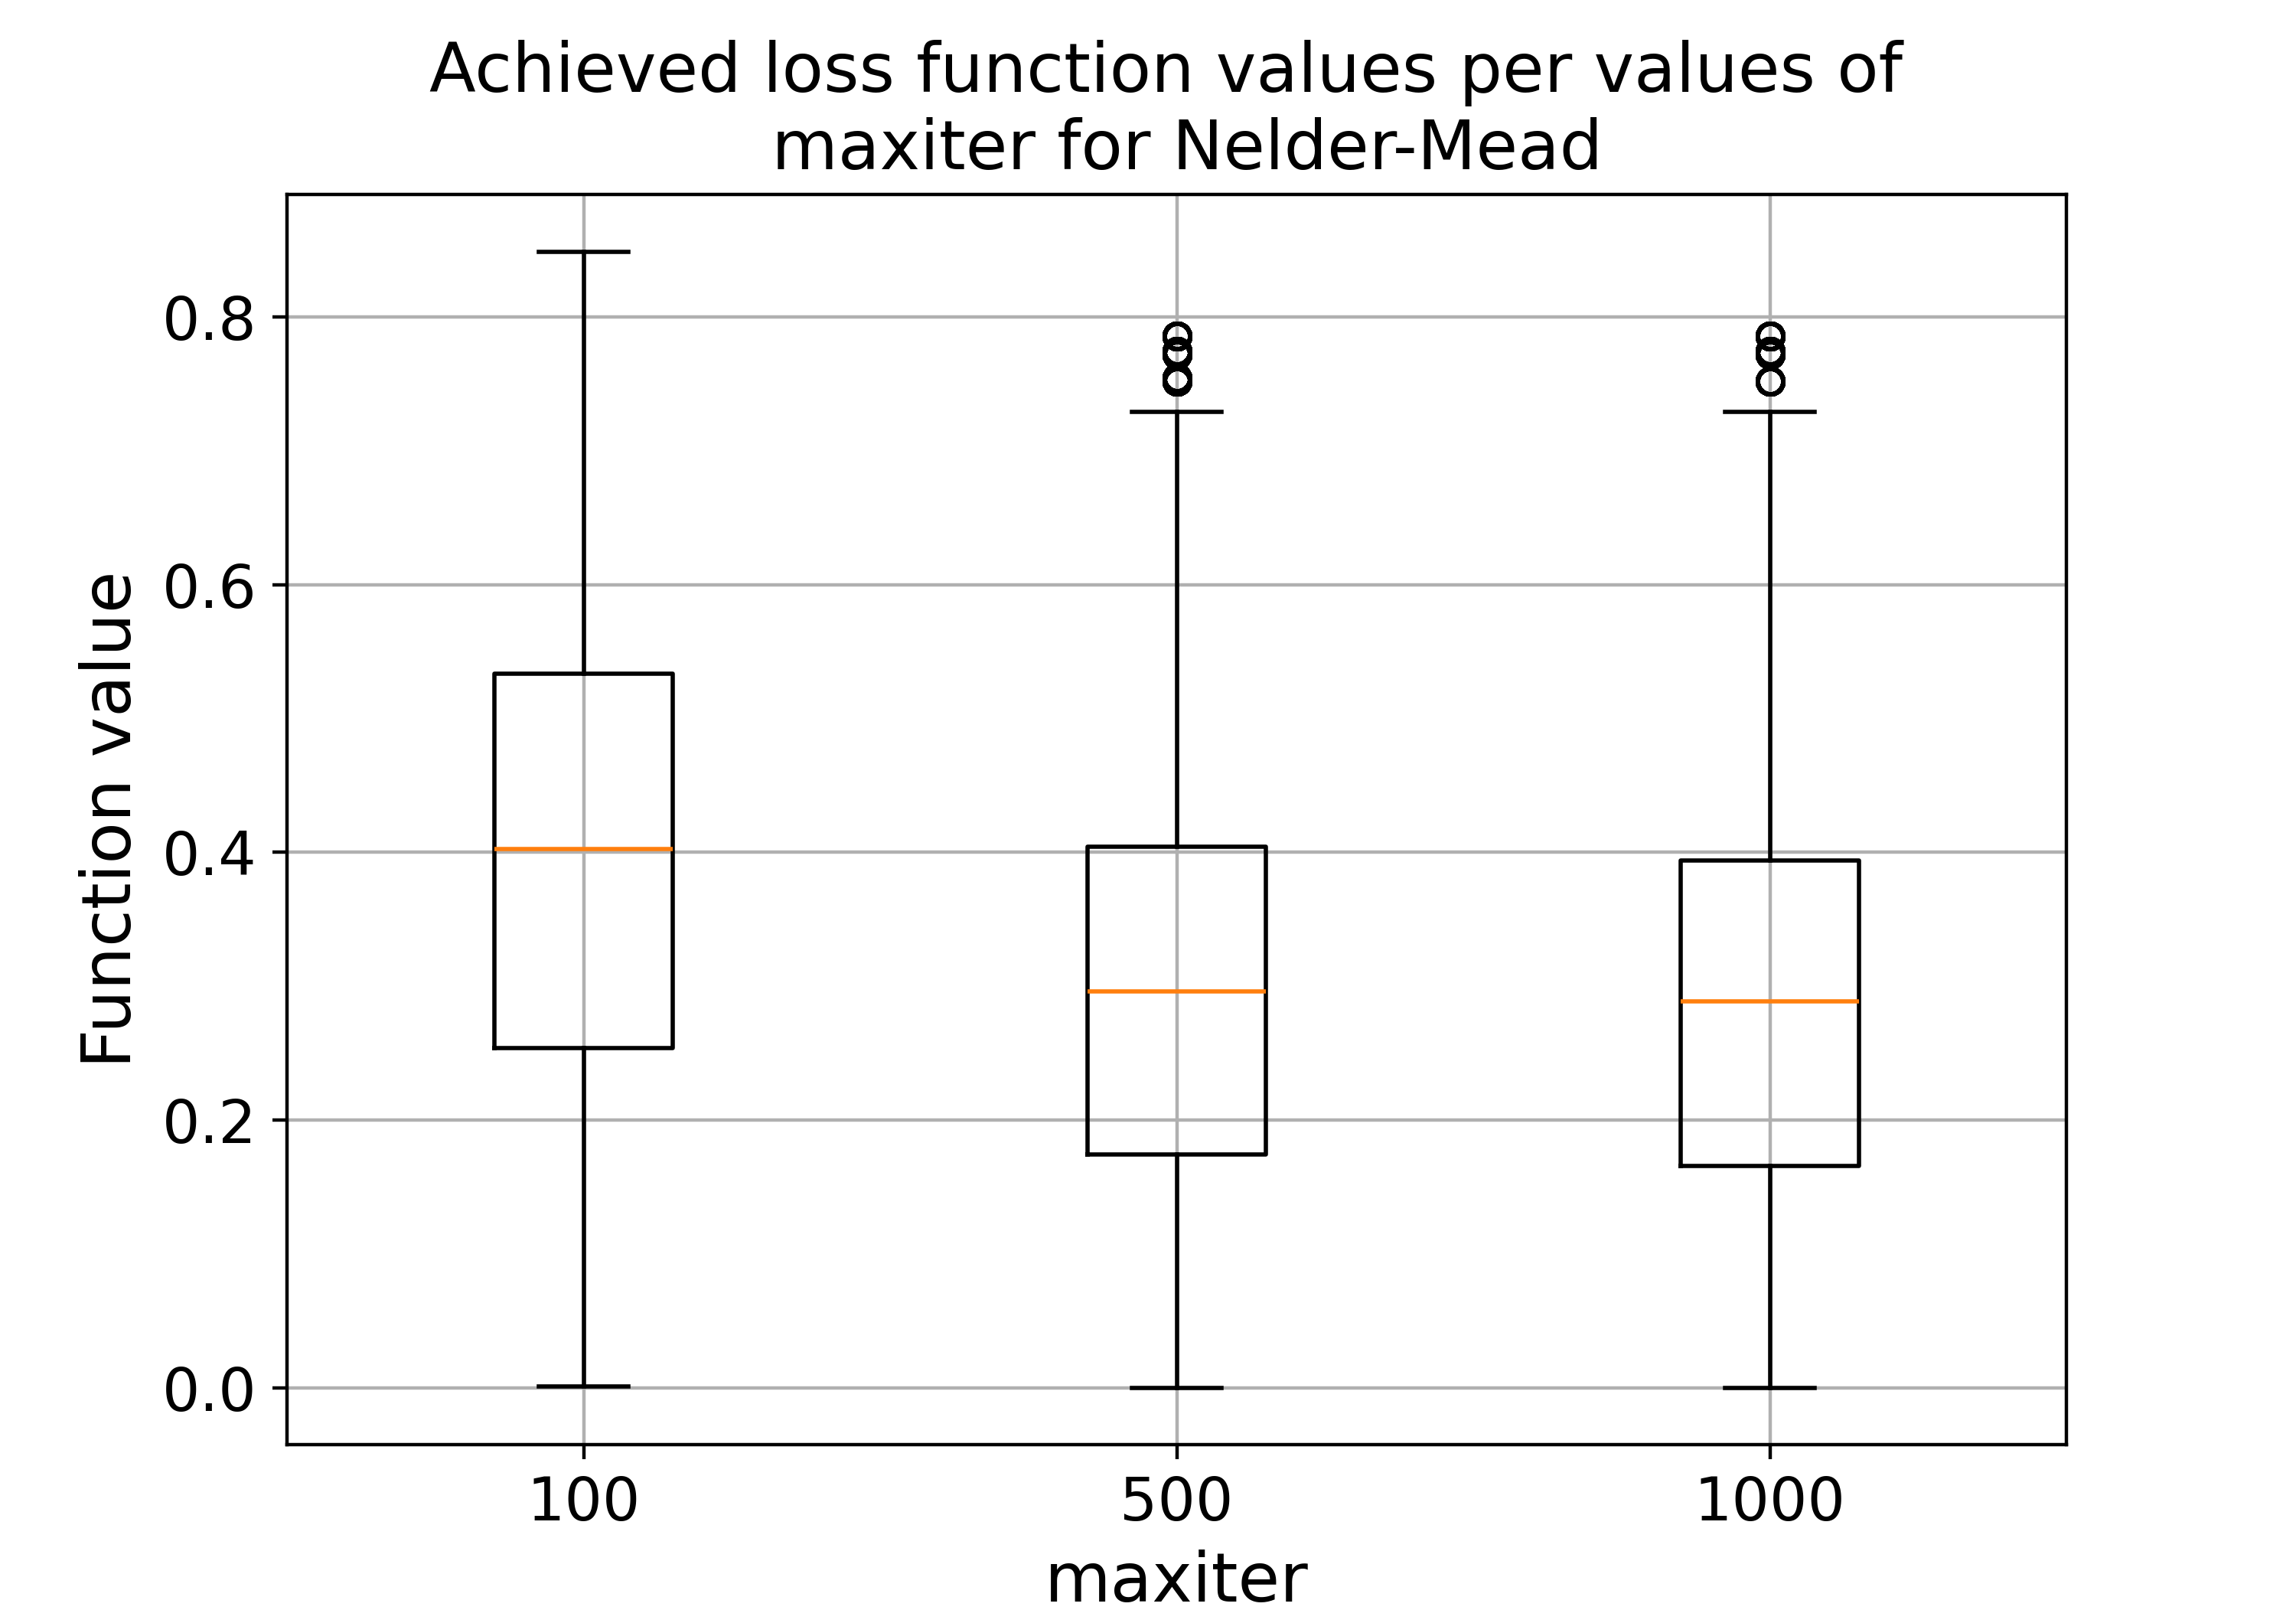 Achieved loss function values per values of
maxiter for Nelder-Mead
Function value
0.8
0.6
0.4
0.2
0.0
100
500
1000
maxiter